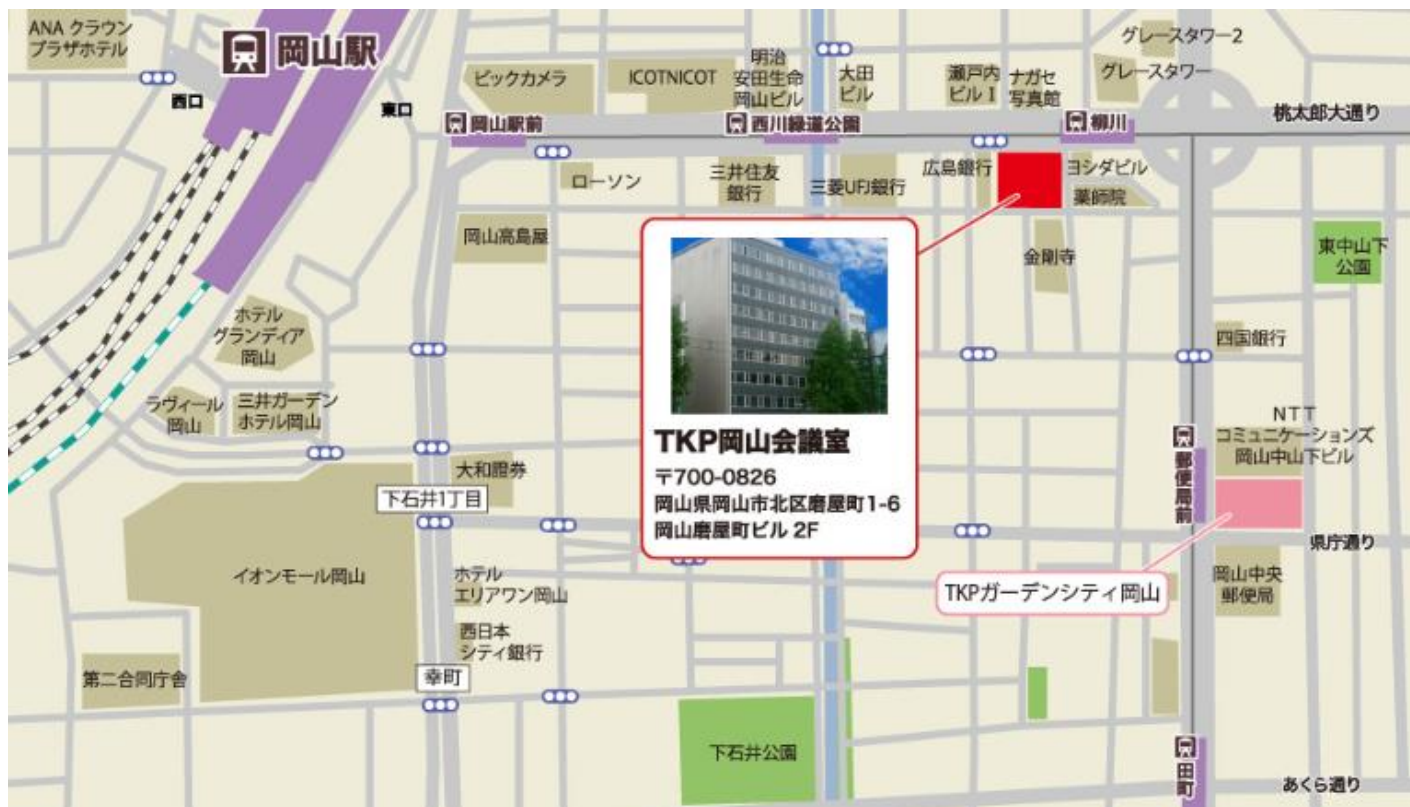 ANA クラウン
プラザホテル
岡山駅
西口
東口
ビックカメラ
ICOTNICOT
明治
安田生命
岡山ビル
大田
ビル
瀬戸内
ビル I
ナガセ
写真館
グレースタワー2
グレースタワー
桃太郎大通り
岡山駅前
西川緑道公園
柳川
ローソン
三井住友
銀行
三菱UFJ銀行
広島銀行
ヨシダビル
薬師院
岡山高島屋
金剛寺
東中山下
公園
ホテル
グランディア
岡山
四国銀行
ラヴィール
岡山
三井ガーデン
ホテル岡山
TKP岡山会議室
〒700-0826
岡山県岡山市北区磨屋町1-6
岡山磨屋町ビル 2F
NTT
コミュニケーションズ
岡山中山下ビル
郵便局前
大和證券
下石井1丁目
県庁通り
イオンモール岡山
ホテル
エリアワン岡山
TKPガーデンシティ岡山
岡山中央
郵便局
西日本
シティ銀行
第二合同庁舎
幸町
下石井公園
田町
あくら通り